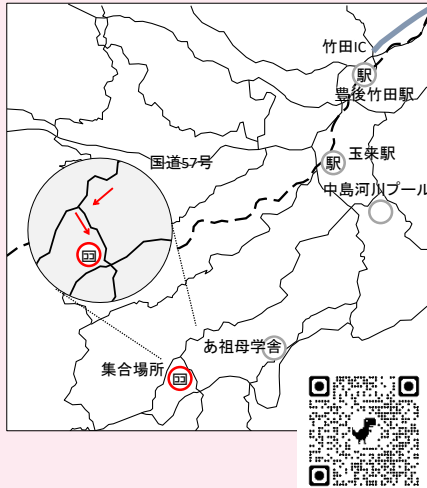 竹田IC
駅
豊後竹田駅
国道57号
駅
玉来駅
中島河川プール
あ祖母学舎
集合場所